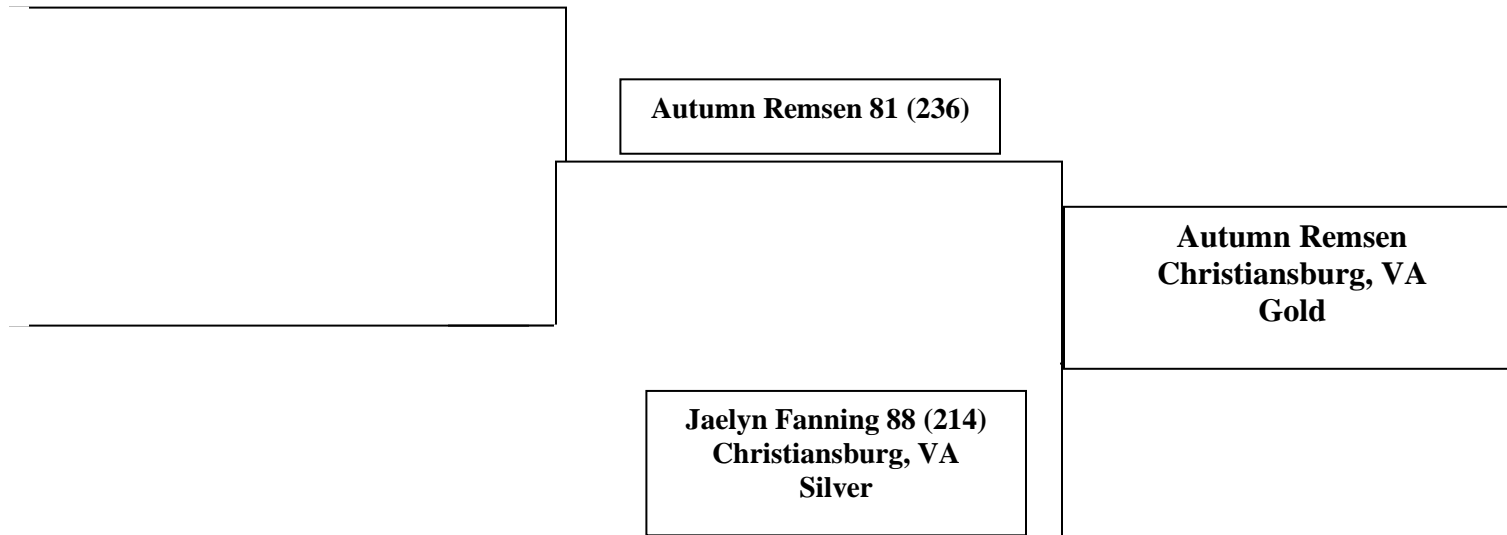 Autumn Remsen 81 (236)
Autumn Remsen
Christiansburg, VA
Gold
Jaelyn Fanning 88 (214)
Christiansburg, VA
Silver